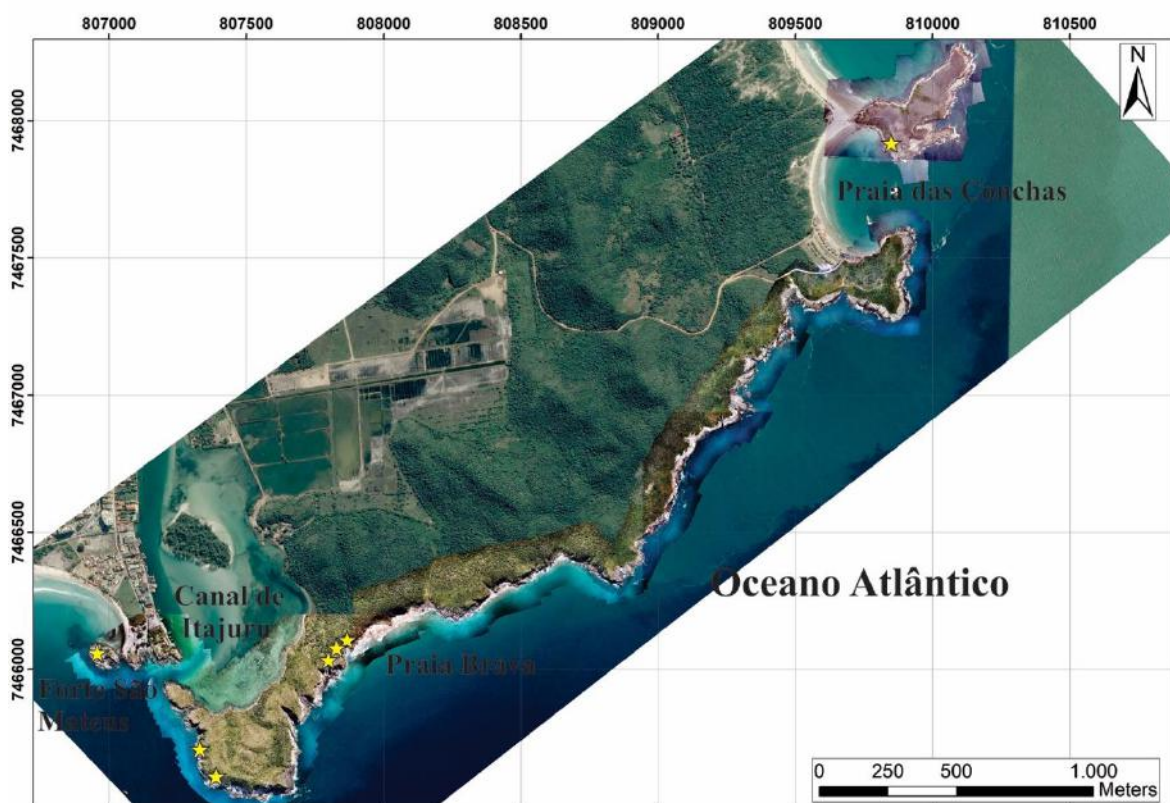 807000 807500 808000 808500 809000 809500 810000 810500
N
7468000
Praia das Conchas
7467500
7467000
7466500
Oceano Atlântico
Canal de
Itajuru
7466000
Praia Brava
Forte São
Mateus
0 250 500 1.000
Meters